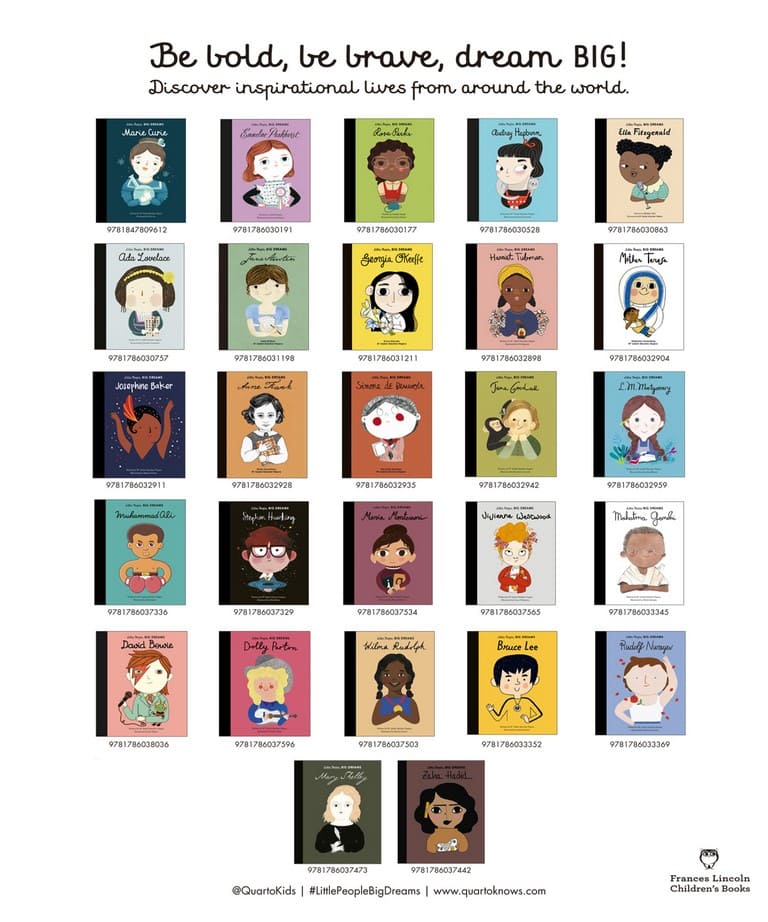 Be bold, be brave, dream BIG!
Discover inspirational lives from around the world.
Little People, BIG DREAMS
Marie Curie
Little People, BIG DREAMS
Emmeline Pankhurst
Little People, BIG DREAMS
Rosa Parks
Little People, BIG DREAMS
Audrey Hepburn
Little People, BIG DREAMS
Ella Fitzgerald
9781847809612
9781786030191
9781786030177
9781786030528
9781786030863
Little People, BIG DREAMS
Ada Lovelace
Little People, BIG DREAMS
Jane Austen
Little People, BIG DREAMS
Georgia O'Keeffe
Little People, BIG DREAMS
Harriet Tubman
Little People, BIG DREAMS
Mother Teresa
9781786030757
9781786031198
9781786031211
9781786032898
9781786032904
Little People, BIG DREAMS
Josephine Baker
Little People, BIG DREAMS
Anne Frank
Little People, BIG DREAMS
Simone de Beauvoir
Little People, BIG DREAMS
Jane Goodall
Little People, BIG DREAMS
L. M. Montgomery
9781786032911
9781786032928
9781786032935
9781786032942
9781786032959
Little People, BIG DREAMS
Muhammad Ali
Little People, BIG DREAMS
Stephen Hawking
Little People, BIG DREAMS
Maria Montessori
Little People, BIG DREAMS
Vivienne Westwood
Little People, BIG DREAMS
Mahatma Gandhi
9781786037336
9781786037329
9781786037534
9781786037565
9781786033345
Little People, BIG DREAMS
David Bowie
Little People, BIG DREAMS
Dolly Parton
Little People, BIG DREAMS
Wilma Rudolph
Little People, BIG DREAMS
Bruce Lee
Little People, BIG DREAMS
Rudolf Nureyev
9781786038036
9781786037596
9781786037503
9781786033352
9781786033369
Little People, BIG DREAMS
Mary Shelley
Little People, BIG DREAMS
Zaha Hadid
9781786037473
9781786037442
@QuartoKids | #LittlePeopleBigDreams | www.quartoknows.com
Frances Lincoln
Children's Books